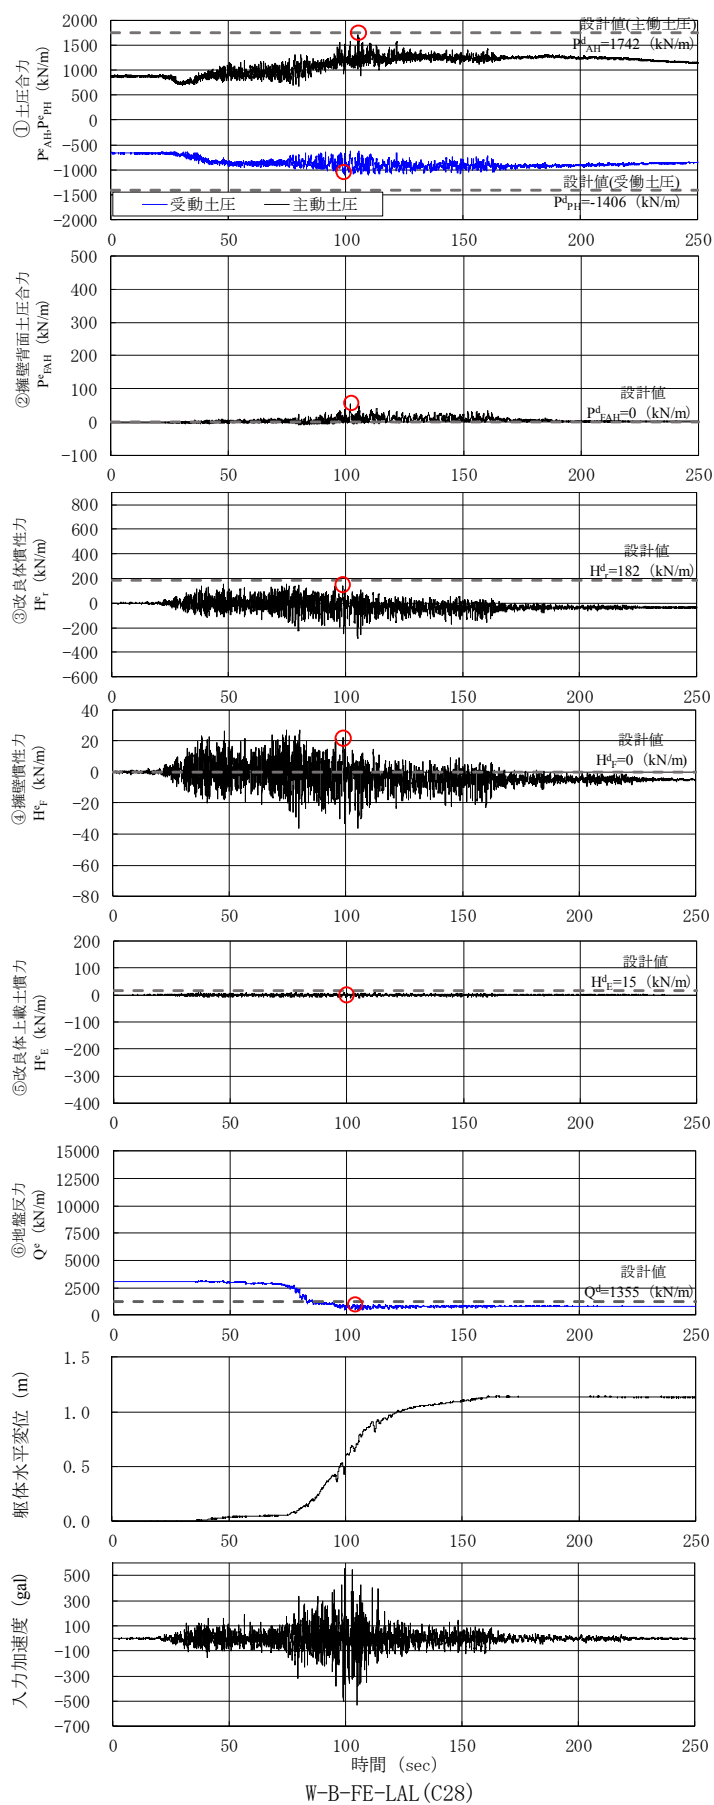 ①土圧合力
P^e_AH,P^e_PH (kN/m)
2000
1500
1000
500
0
-500
-1000
-1500
-2000
設計値(主働土圧)
P^d_AH=1742 (kN/m)
設計値(受働土圧)
P^d_PH=-1406 (kN/m)
受動土圧 主動土圧
0 50 100 150 200 250
②擁壁背面土圧合力
P^e_FAH (kN/m)
500
400
300
200
100
0
-100
設計値
P^d_FAH=0 (kN/m)
0 50 100 150 200 250
③改良体慣性力
H^e_r (kN/m)
800
600
400
200
0
-200
-400
-600
設計値
H^d_r=182 (kN/m)
0 50 100 150 200 250
④擁壁慣性力
H^e_F (kN/m)
40
20
0
-20
-40
-60
-80
設計値
H^d_F=0 (kN/m)
0 50 100 150 200 250
⑤改良体上載土慣力
H^e_E (kN/m)
200
100
0
-100
-200
-300
-400
設計値
H^d_E=15 (kN/m)
0 50 100 150 200 250
⑥地盤反力
Q^e (kN/m)
15000
12500
10000
7500
5000
2500
0
設計値
Q^d=1355 (kN/m)
0 50 100 150 200 250
躯体水平変位 (m)
1.5
1.0
0.5
0.0
0 50 100 150 200 250
入力加速度 (gal)
500
300
100
-100
-300
-500
-700
0 50 100 150 200 250
時間 (sec)
W-B-FE-LAL(C28)